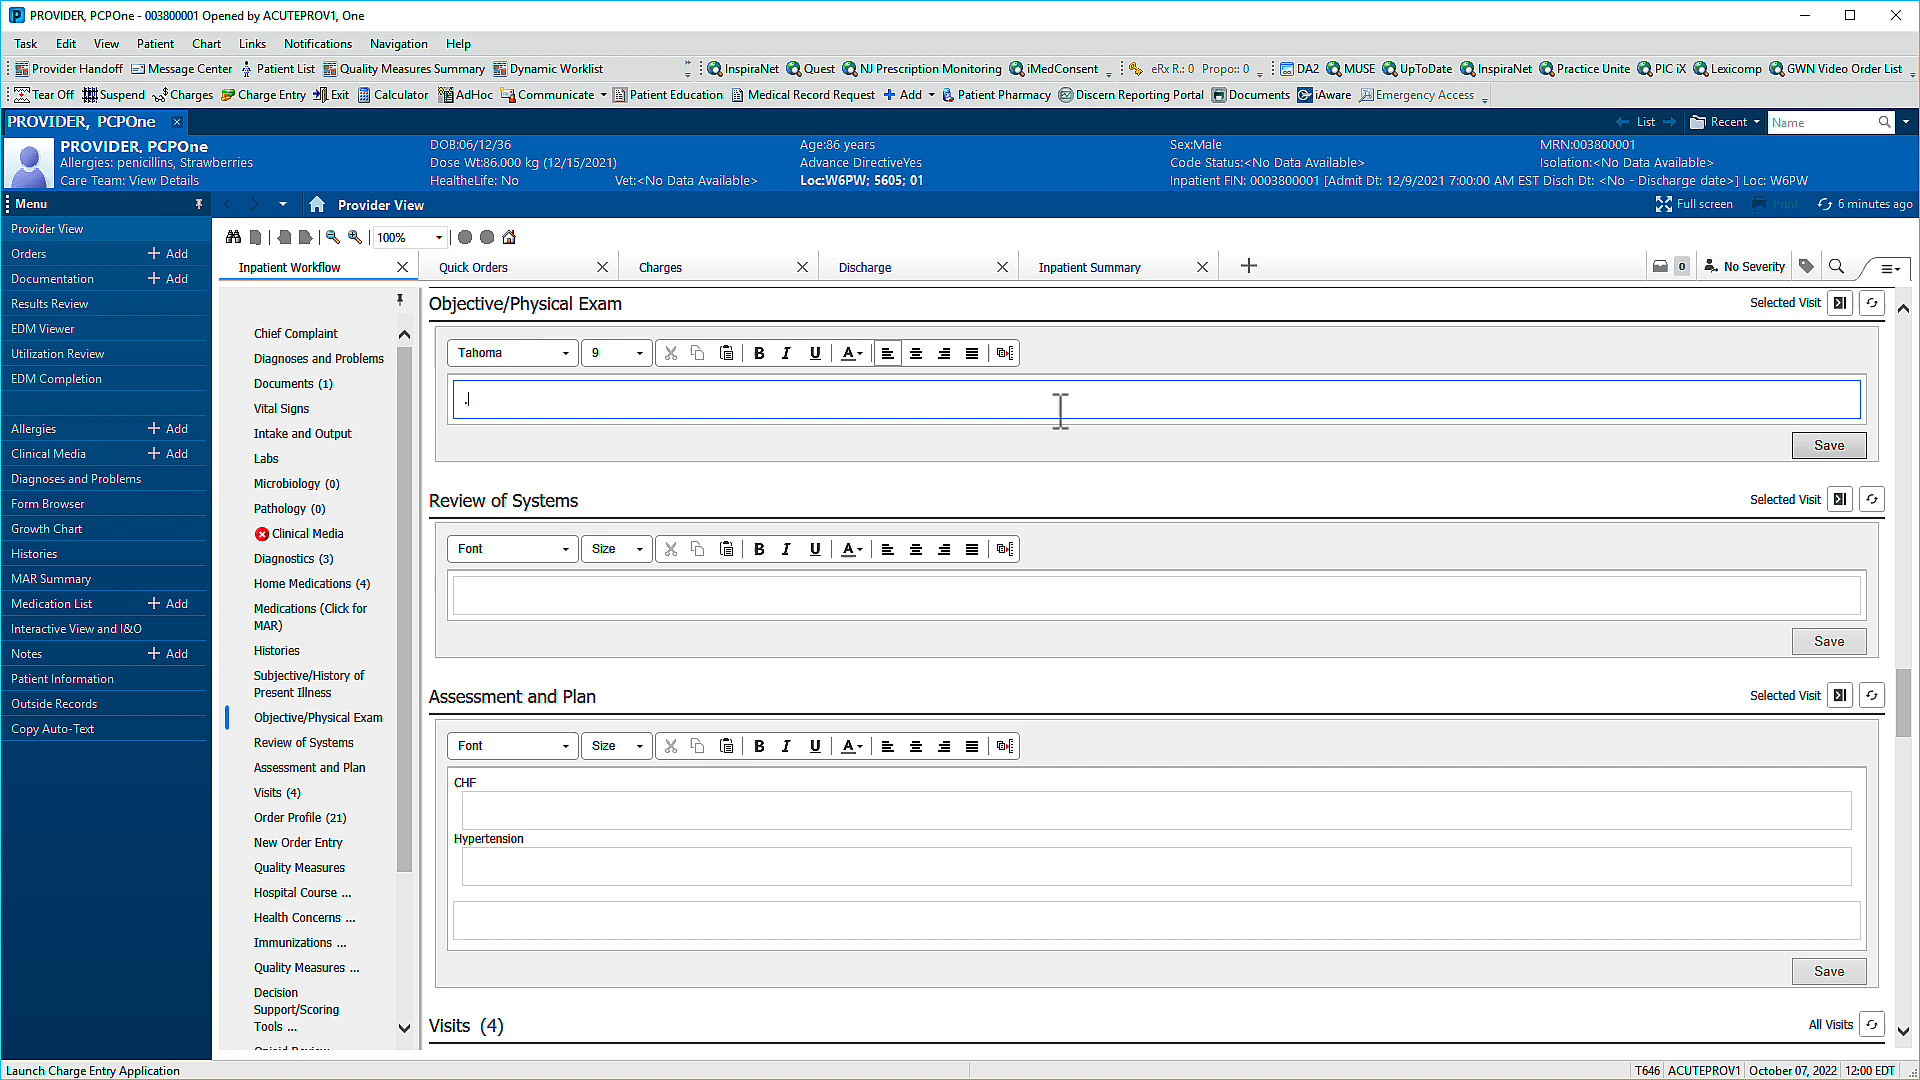 PROVIDER, PCPOne - 003800001 Opened by ACUTEPROV1, One
Task Edit View Patient Chart Links Notifications Navigation Help
Provider Handoff Message Center Patient List Quality Measures Summary Dynamic Worklist InspiraNet Quest NJ Prescription Monitoring iMedConsent eRx R.: 0 Propo:: 0 DA2 MUSE UpToDate InspiraNet Practice Unite PIC iX Lexicomp GWN Video Order List
Tear Off Suspend Charges Charge Entry Exit Calculator AdHoc Communicate Patient Education Medical Record Request Add Patient Pharmacy Discern Reporting Portal Documents iAware Emergency Access
PROVIDER, PCPOne List Recent Name
PROVIDER, PCPOne DOB:06/12/36 Age:86 years Sex:Male MRN:003800001
Allergies: penicillins, Strawberries Dose Wt:86.000 kg (12/15/2021) Advance DirectiveYes Code Status:<No Data Available> Isolation:<No Data Available>
Care Team: View Details HealtheLife: No Vet:<No Data Available> Loc:W6PW; 5605; 01 Inpatient FIN: 0003800001 [Admit Dt: 12/9/2021 7:00:00 AM EST Disch Dt: <No - Discharge date>] Loc: W6PW
Menu Provider View Full screen Print 6 minutes ago
Provider View
Orders Add
Documentation Add
Results Review
EDM Viewer
Utilization Review
EDM Completion
Allergies Add
Clinical Media Add
Diagnoses and Problems
Form Browser
Growth Chart
Histories
MAR Summary
Medication List Add
Interactive View and I&O
Notes Add
Patient Information
Outside Records
Copy Auto-Text
100%
Inpatient Workflow Quick Orders Charges Discharge Inpatient Summary 0 No Severity
Chief Complaint
Diagnoses and Problems
Documents (1)
Vital Signs
Intake and Output
Labs
Microbiology (0)
Pathology (0)
Clinical Media
Diagnostics (3)
Home Medications (4)
Medications (Click for
MAR)
Histories
Subjective/History of
Present Illness
Objective/Physical Exam
Review of Systems
Assessment and Plan
Visits (4)
Order Profile (21)
New Order Entry
Quality Measures
Hospital Course ...
Health Concerns ...
Immunizations ...
Quality Measures ...
Decision
Support/Scoring
Tools ...
Objective/Physical Exam Selected Visit
Tahoma 9 B I U A
.
Save
Review of Systems Selected Visit
Font Size B I U A
Save
Assessment and Plan Selected Visit
Font Size B I U A
CHF
Hypertension
Save
Visits (4) All Visits
Launch Charge Entry Application T646 ACUTEPROV1 October 07, 2022 12:00 EDT